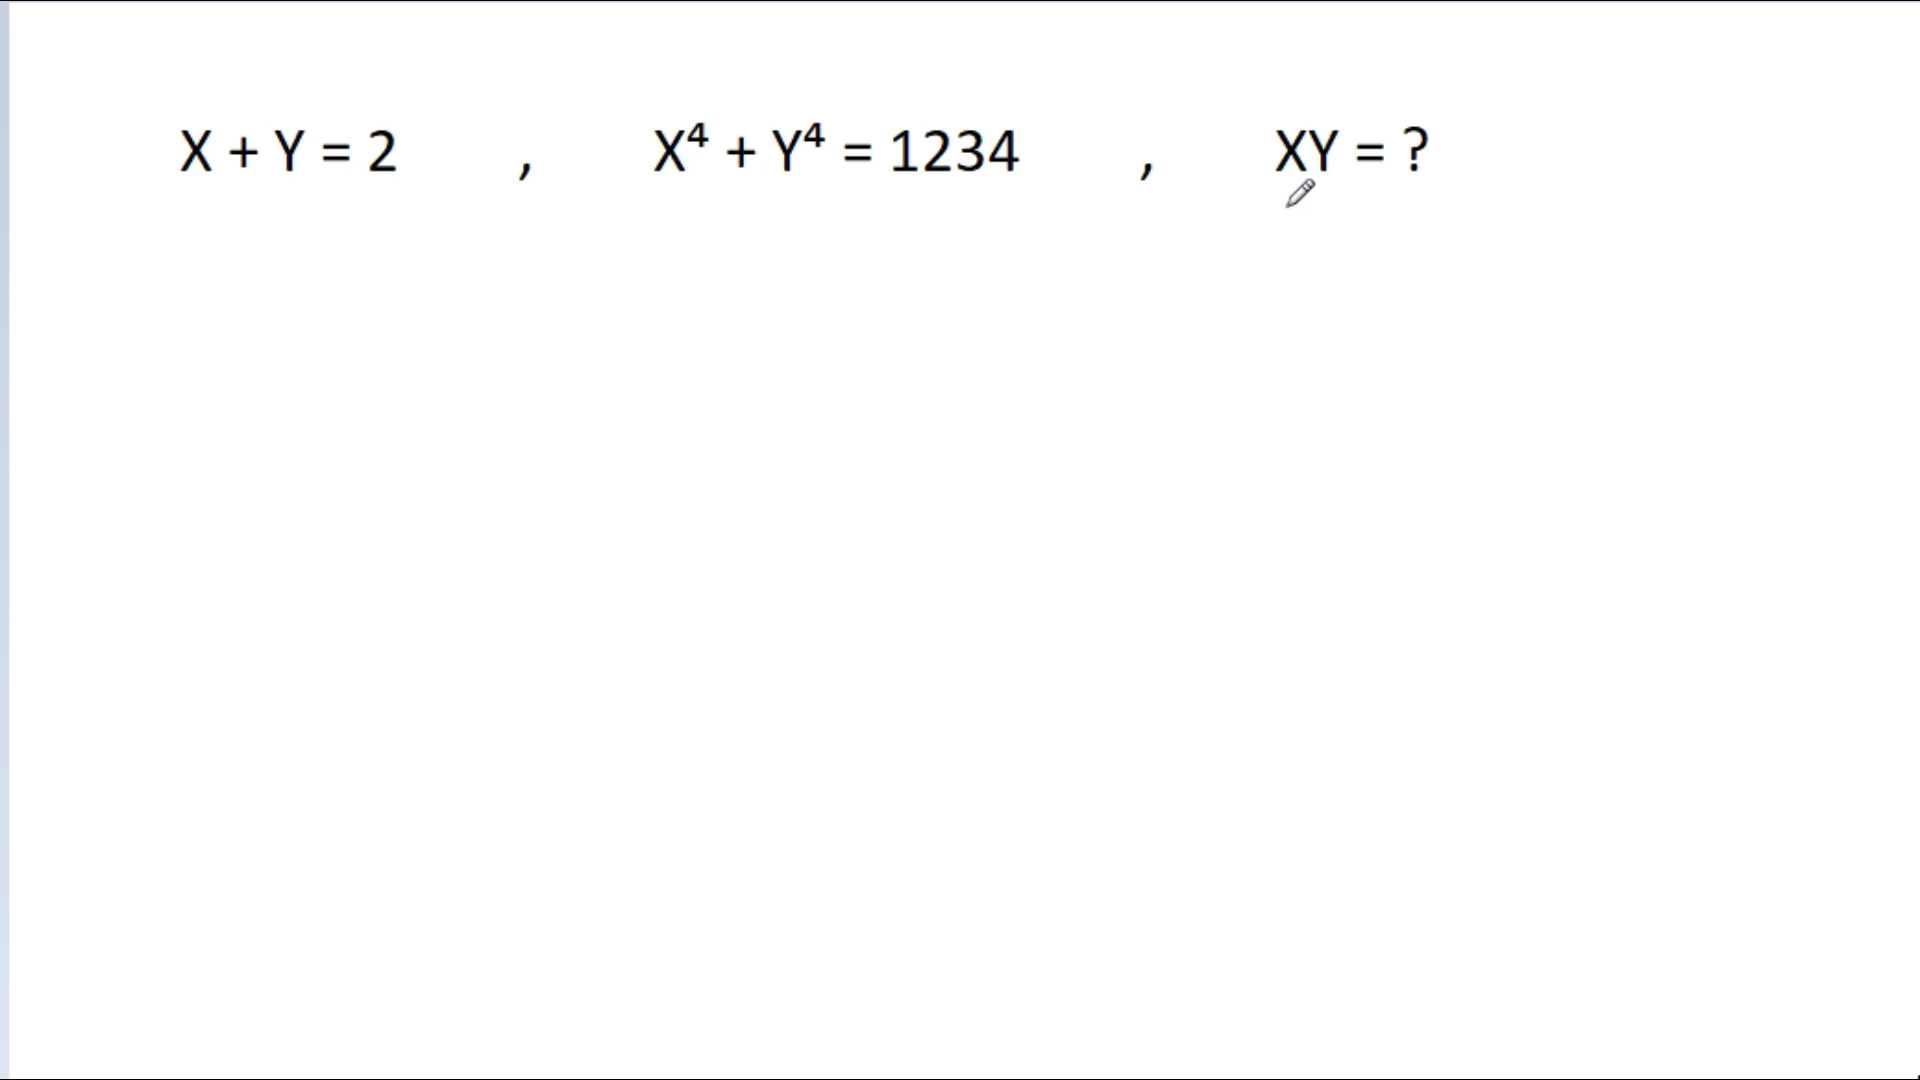 X + Y = 2 , X⁴ + Y⁴ = 1234 , XY = ?